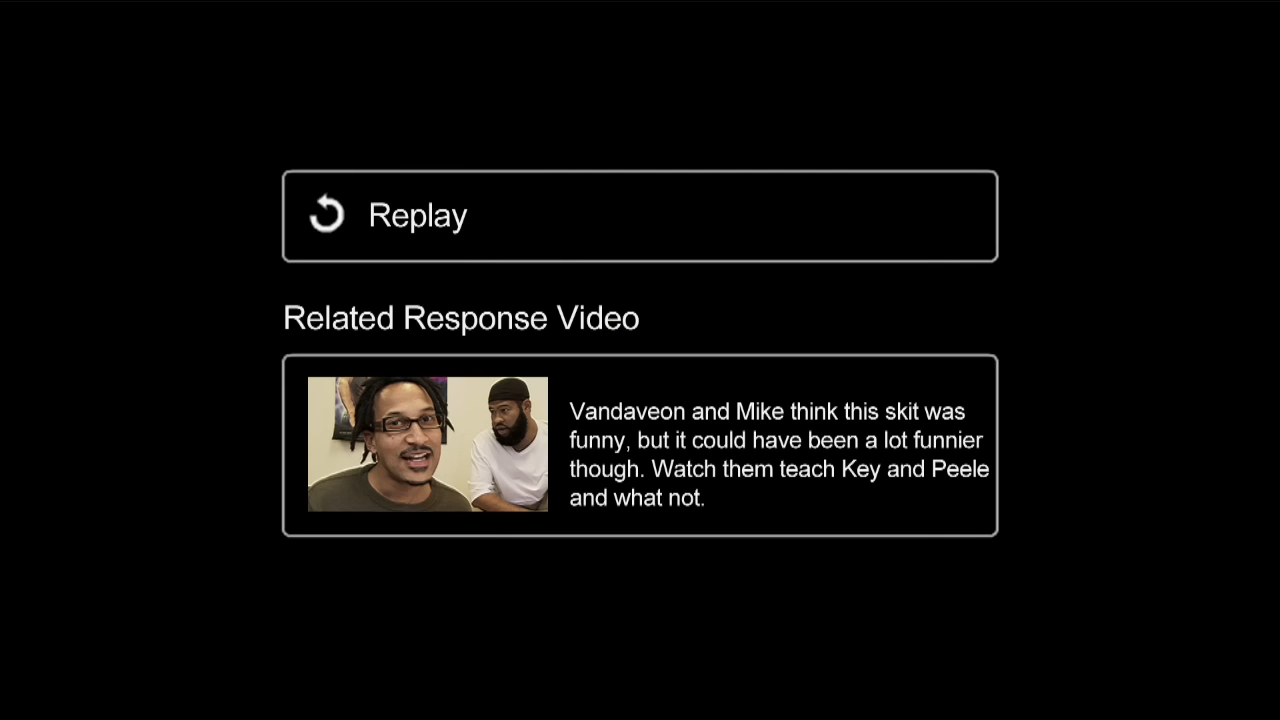 Replay
Related Response Video
Vandaveon and Mike think this skit was
funny, but it could have been a lot funnier
though. Watch them teach Key and Peele
and what not.